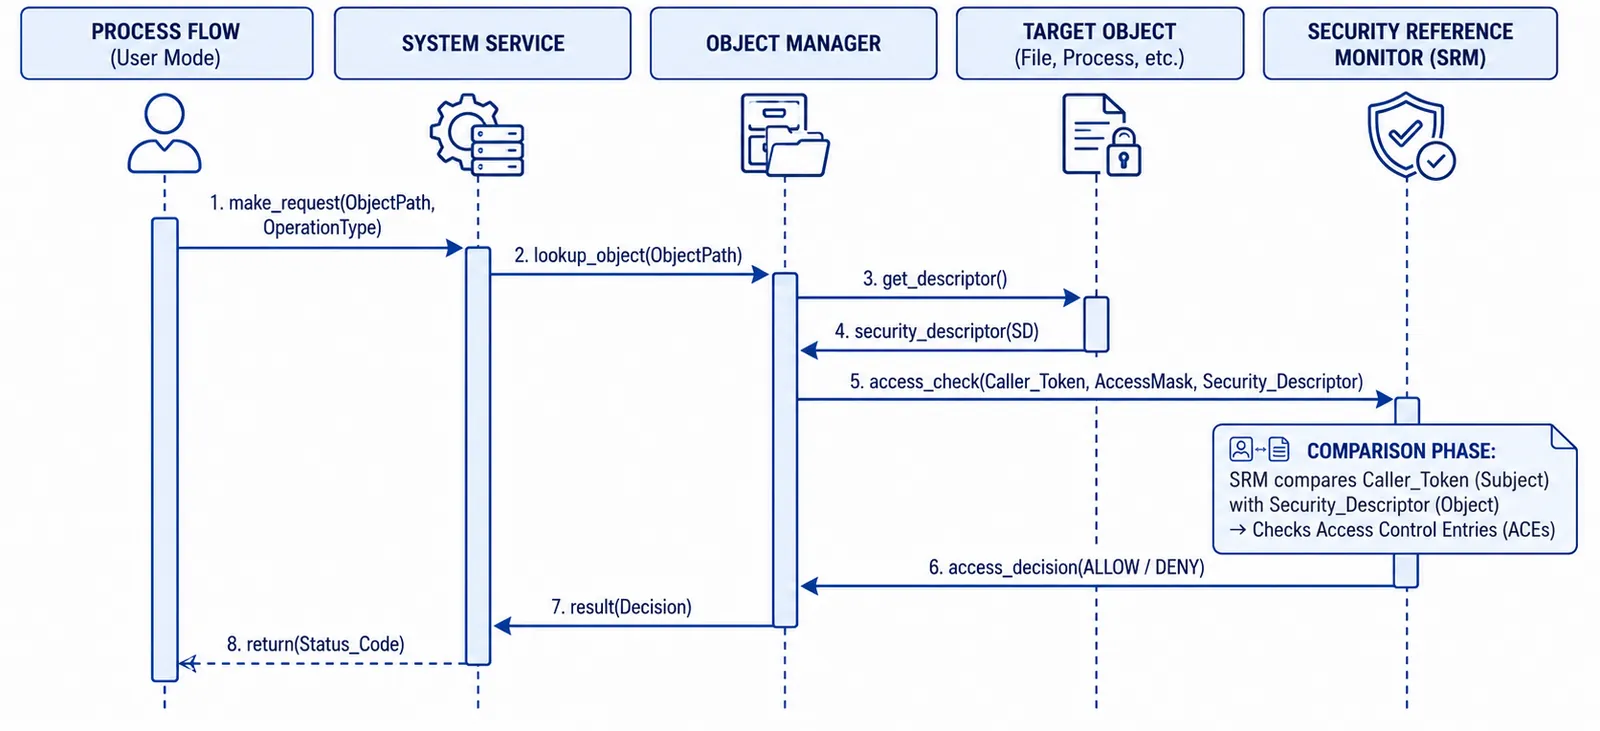 PROCESS FLOW
(User Mode)
SYSTEM SERVICE
OBJECT MANAGER
TARGET OBJECT
(File, Process, etc.)
SECURITY REFERENCE
MONITOR (SRM)
1. make_request(ObjectPath,
OperationType)
2. lookup_object(ObjectPath)
3. get_descriptor()
4. security_descriptor(SD)
5. access_check(Caller_Token, AccessMask, Security_Descriptor)
COMPARISON PHASE:
SRM compares Caller_Token (Subject)
with Security_Descriptor (Object)
→ Checks Access Control Entries (ACEs)
6. access_decision(ALLOW / DENY)
7. result(Decision)
8. return(Status_Code)